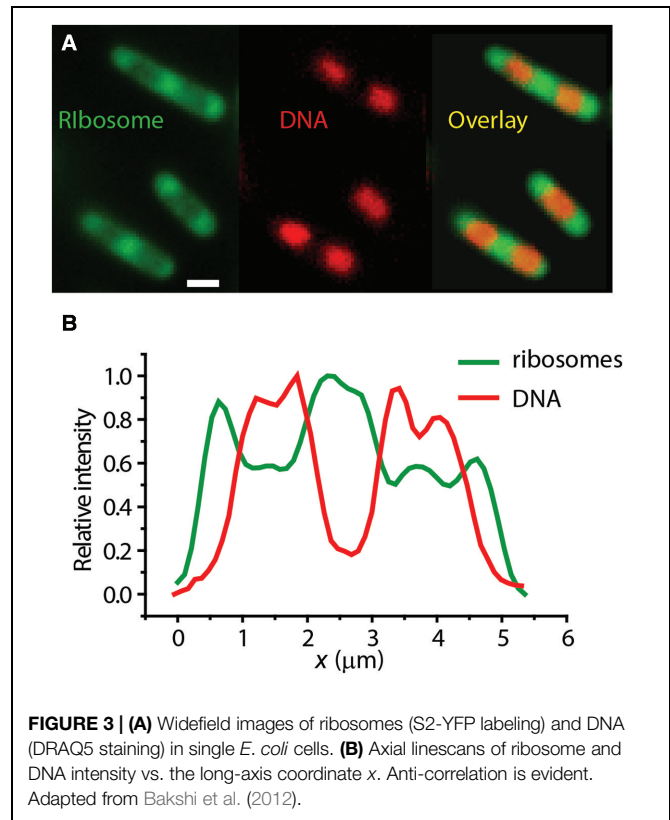 A
RIbosome
DNA
Overlay
B
ribosomes
DNA
Relative intensity
1.0
0.8
0.6
0.4
0.2
0.0
0 1 2 3 4 5 6
x (μm)
FIGURE 3 | (A) Widefield images of ribosomes (S2-YFP labeling) and DNA
(DRAQ5 staining) in single E. coli cells. (B) Axial linescans of ribosome and
DNA intensity vs. the long-axis coordinate x. Anti-correlation is evident.
Adapted from Bakshi et al. (2012).